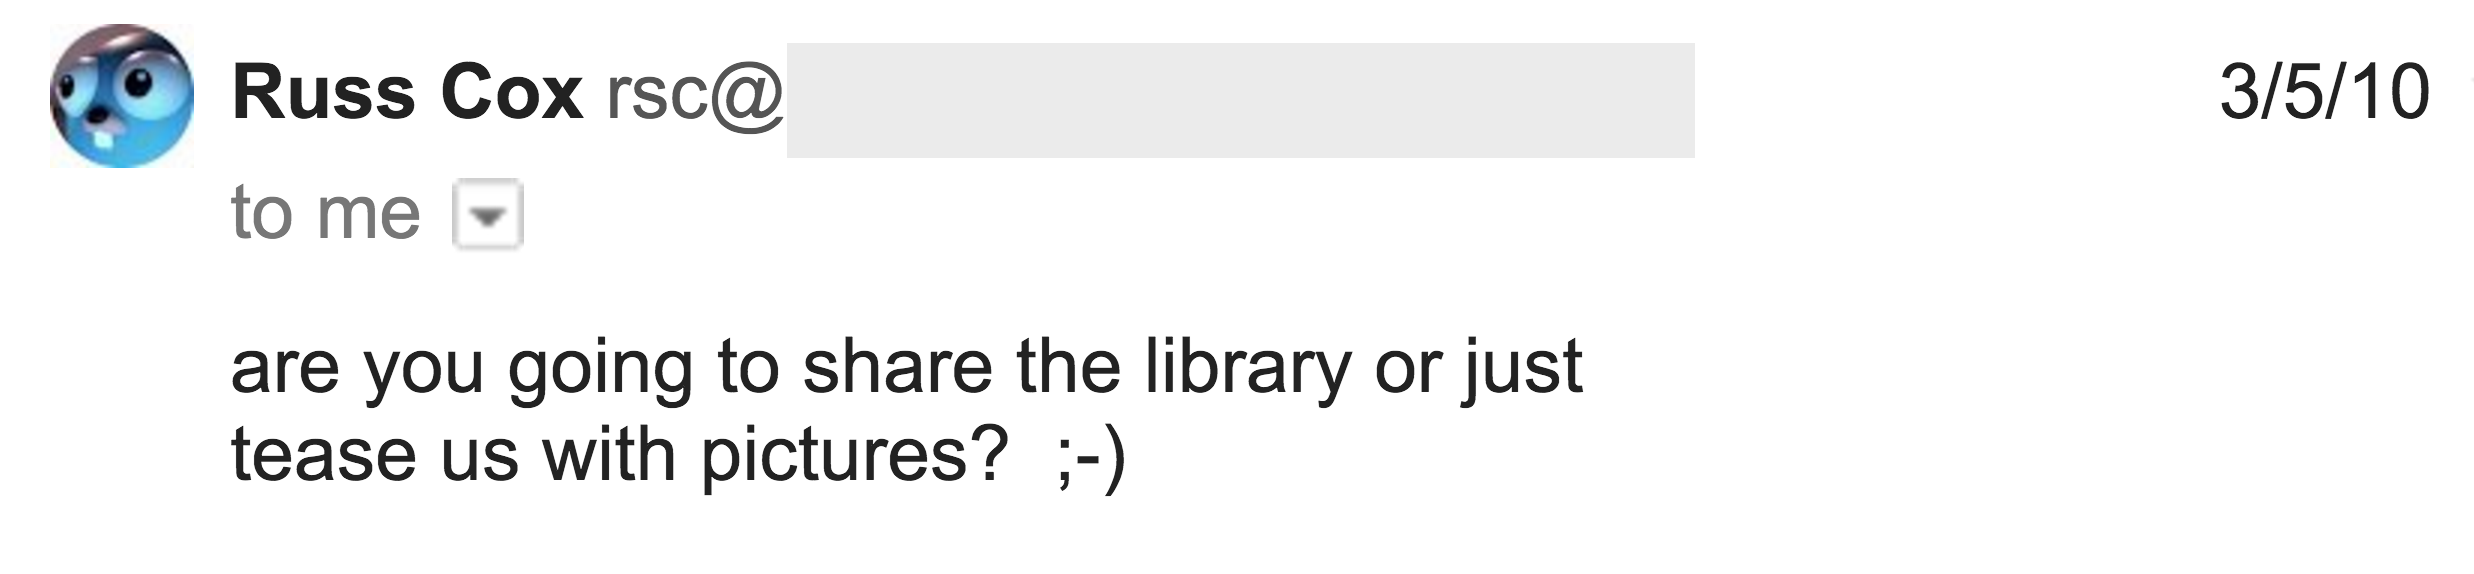 Russ Cox rsc@ 3/5/10
to me
are you going to share the library or just
tease us with pictures?  ;-)